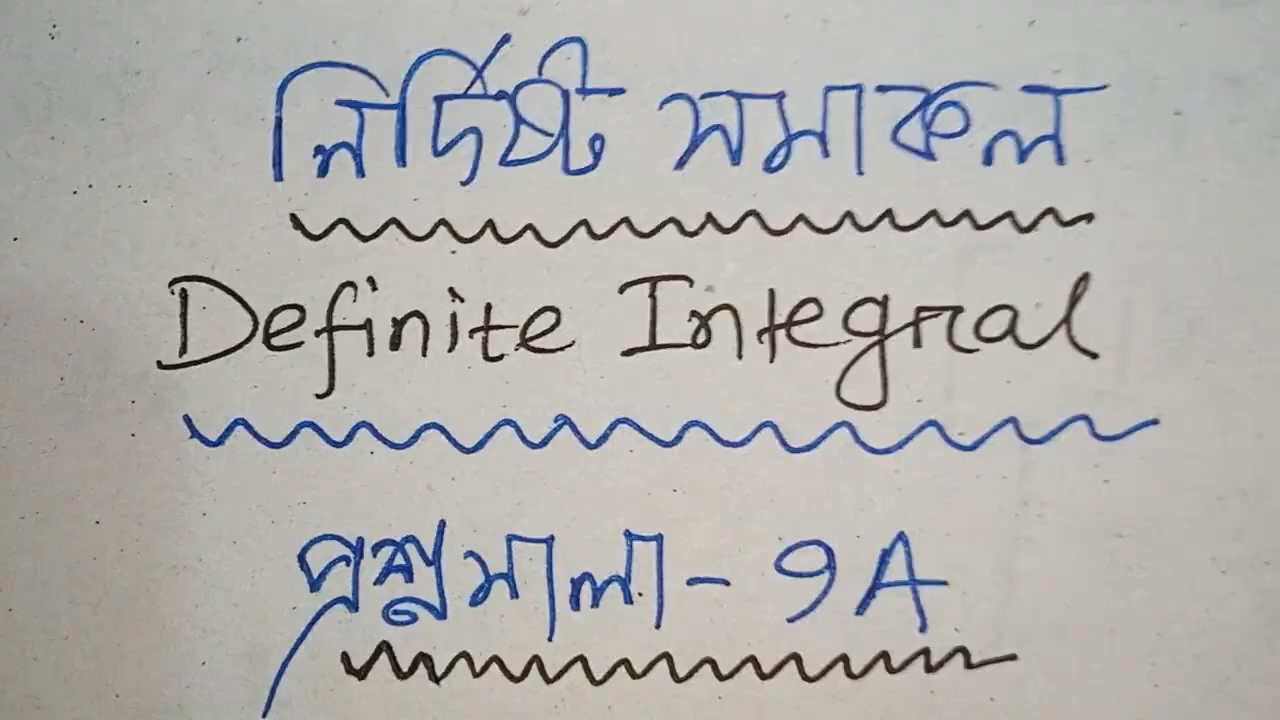 নির্দিষ্ট সমাকল
Definite Integral
প্রশ্নমালা - 9A